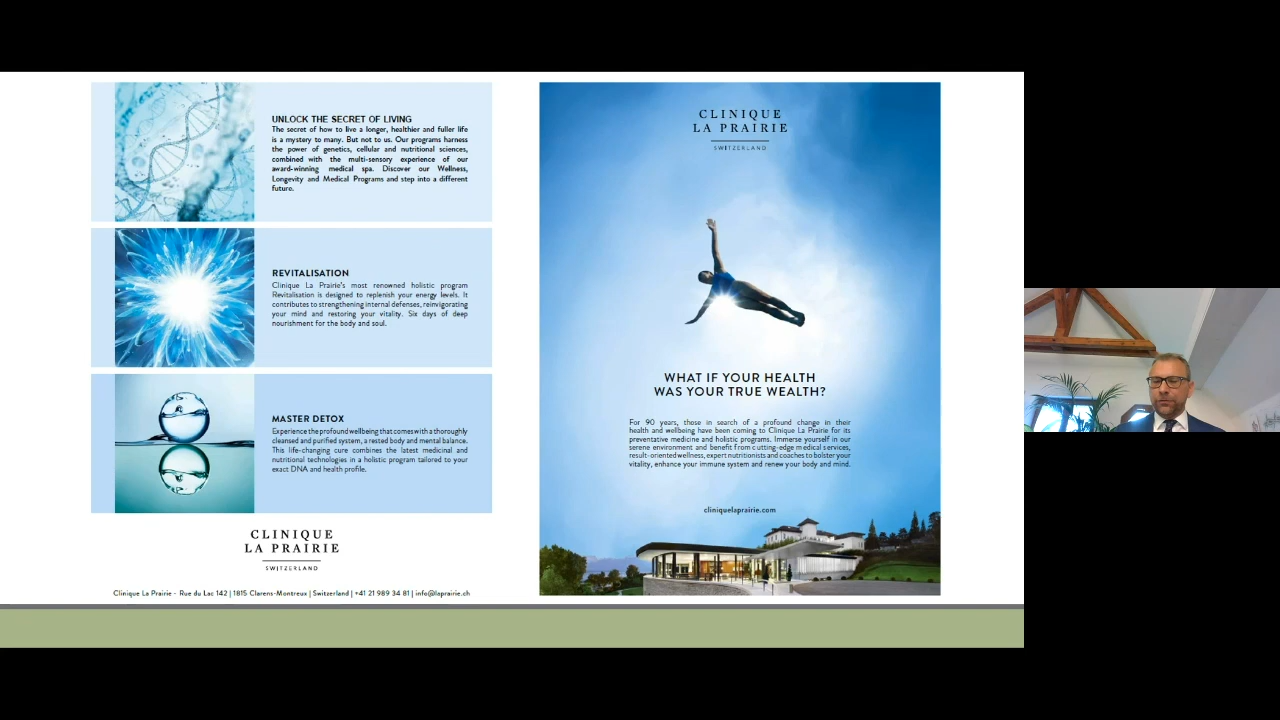 UNLOCK THE SECRET OF LIVING
The secret of how to live a longer, healthier and fuller life
is a mystery to many. But not to us. Our programs harness
the power of genetics, cellular and nutritional sciences,
combined with the multi-sensory experience of our
award-winning medical spa. Discover our Wellness,
Longevity and Medical Programs and step into a different
future.
REVITALISATION
Clinique La Prairie's most renowned holistic program
Revitalisation is designed to replenish your energy levels. It
contributes to strengthening internal defenses, reinvigorating
your mind and restoring your vitality. Six days of deep
nourishment for the body and soul.
MASTER DETOX
Experience the profound wellbeing that comes with a thoroughly
cleansed and purified system, a rested body and mental balance.
This life-changing cure combines the latest medicinal and
nutritional technologies in a holistic program tailored to your
exact DNA and health profile.
CLINIQUE
LA PRAIRIE
SWITZERLAND
Clinique La Prairie - Rue du Lac 142 | 1815 Clarens-Montreux | Switzerland | +41 21 989 34 81 | info@laprairie.ch
CLINIQUE
LA PRAIRIE
SWITZERLAND
WHAT IF YOUR HEALTH
WAS YOUR TRUE WEALTH?
For 90 years, those in search of a profound change in their
health and wellbeing have been coming to Clinique La Prairie for its
preventative medicine and holistic programs. Immerse yourself in our
serene environment and benefit from cutting-edge medical services,
result-oriented wellness, expert nutritionists and coaches to bolster your
vitality, enhance your immune system and renew your body and mind.
cliniquelaprairie.com